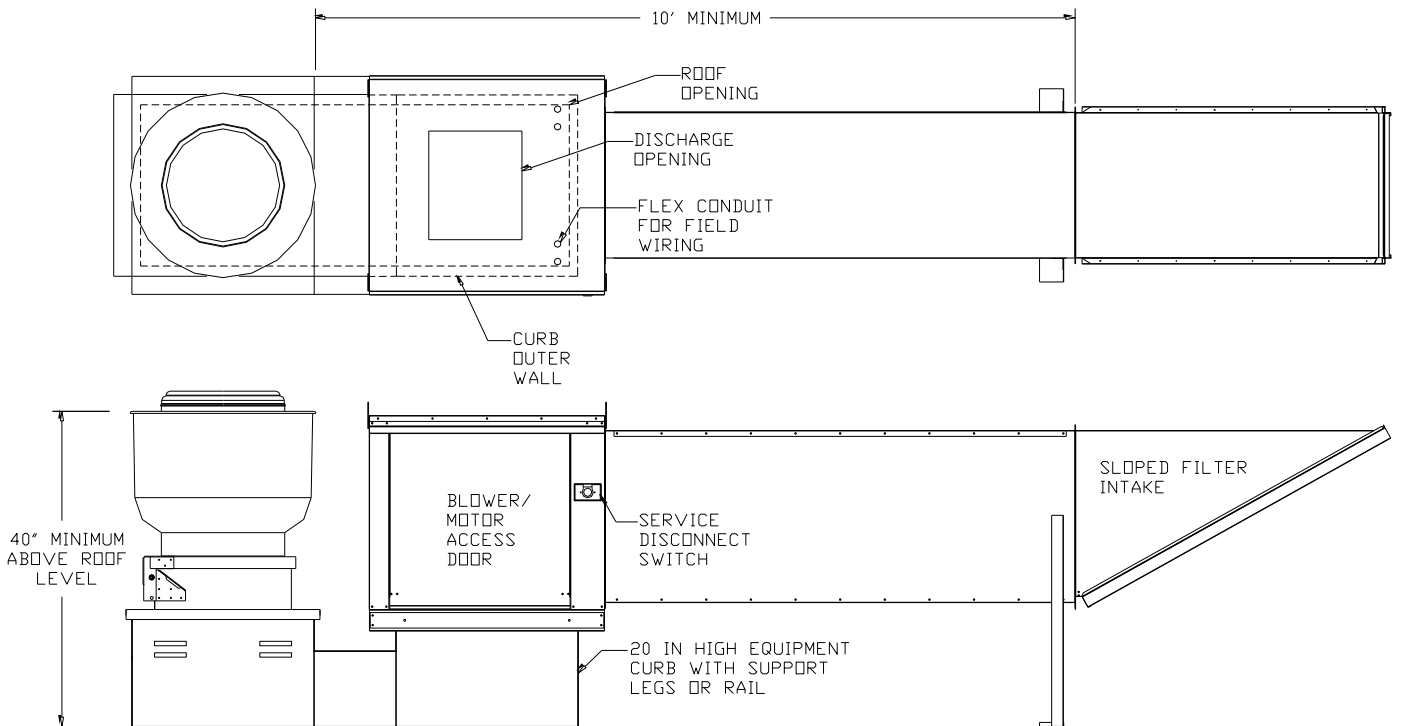 10' MINIMUM
ROOF
OPENING
DISCHARGE
OPENING
FLEX CONDUIT
FOR FIELD
WIRING
CURB
OUTER
WALL
40" MINIMUM
ABOVE ROOF
LEVEL
BLOWER/
MOTOR
ACCESS
DOOR
SERVICE
DISCONNECT
SWITCH
SLOPED FILTER
INTAKE
20 IN HIGH EQUIPMENT
CURB WITH SUPPORT
LEGS OR RAIL